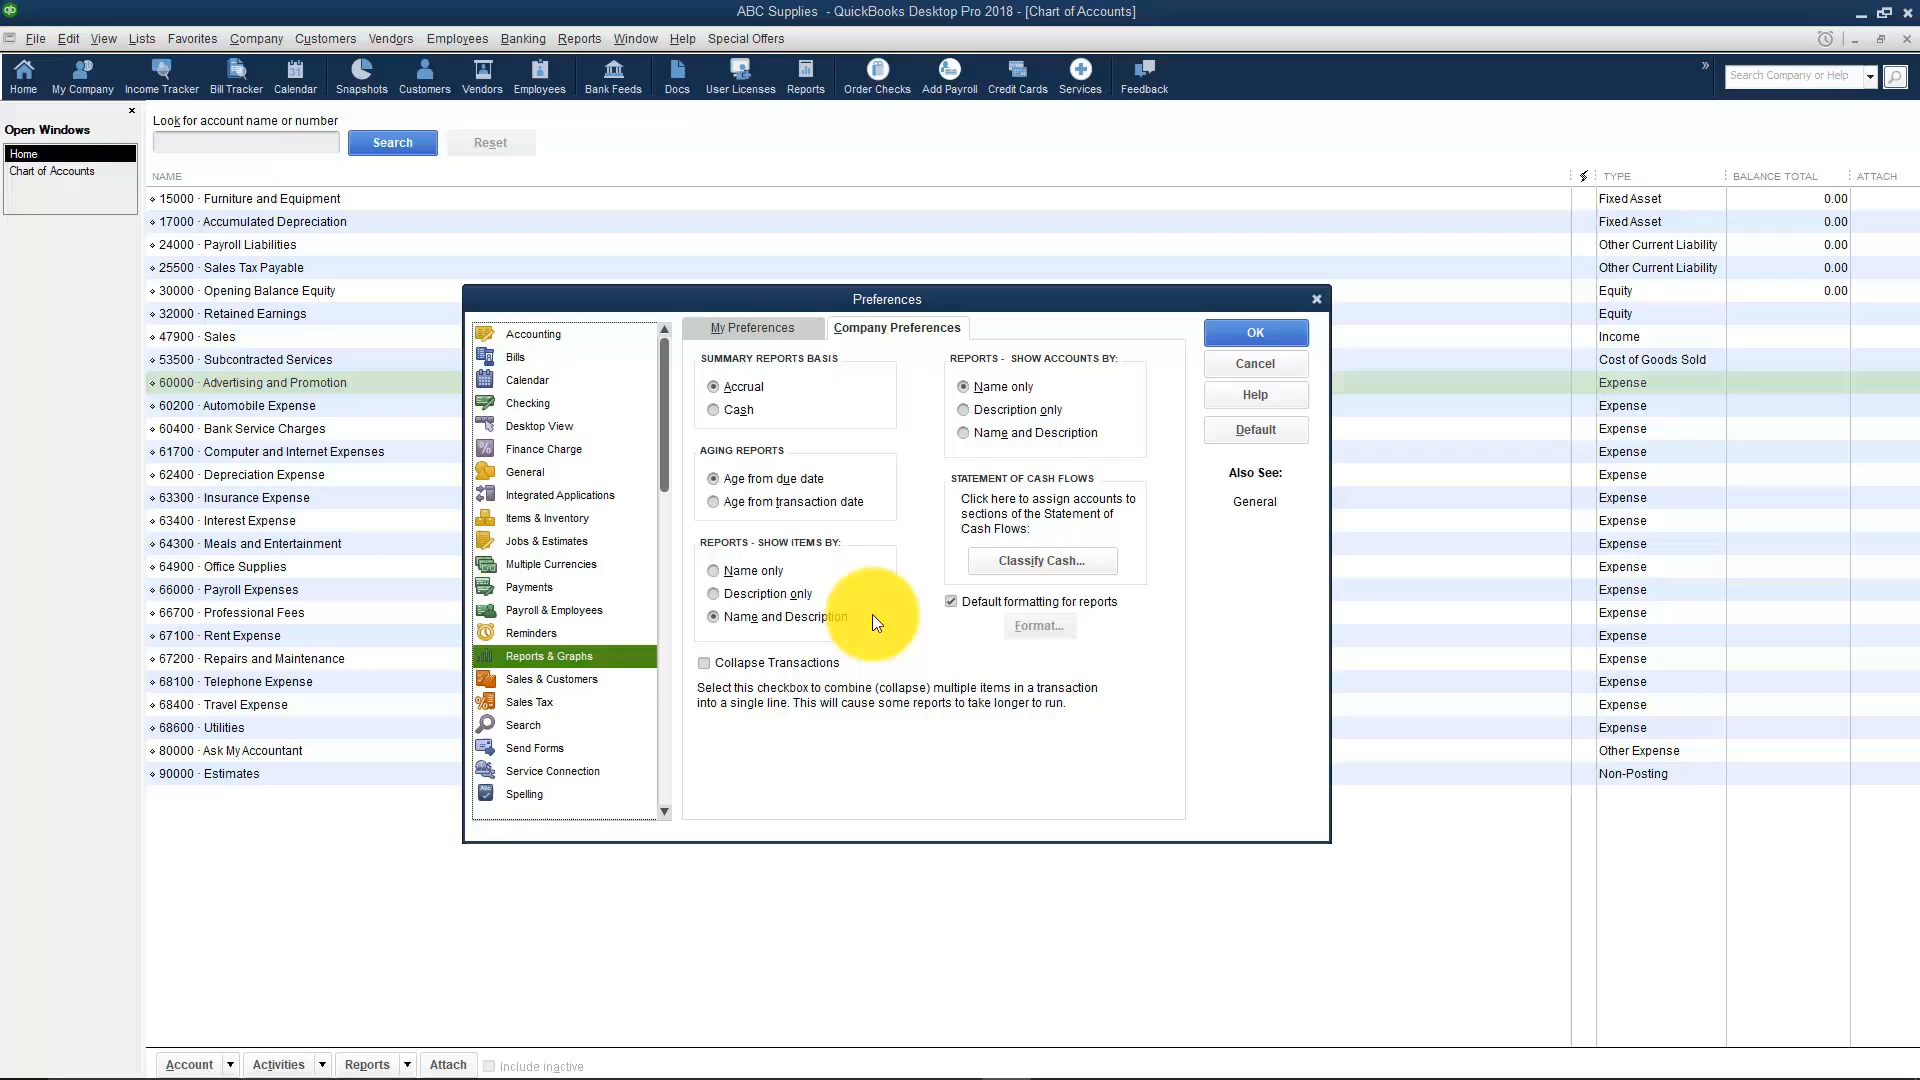 qb
ABC Supplies - QuickBooks Desktop Pro 2018 - [Chart of Accounts]
File Edit View Lists Favorites Company Customers Vendors Employees Banking Reports Window Help Special Offers
Home My Company Income Tracker Bill Tracker 31 Calendar Snapshots Customers Vendors Employees Bank Feeds Docs User Licenses Reports Order Checks Add Payroll Credit Cards Services Feedback » Search Company or Help
Open Windows
Home
Chart of Accounts
Look for account name or number
Search Reset
NAME TYPE BALANCE TOTAL ATTACH
15000 · Furniture and Equipment Fixed Asset 0.00
17000 · Accumulated Depreciation Fixed Asset 0.00
24000 · Payroll Liabilities Other Current Liability 0.00
25500 · Sales Tax Payable Other Current Liability 0.00
30000 · Opening Balance Equity Equity 0.00
32000 · Retained Earnings Equity
47900 · Sales Income
53500 · Subcontracted Services Cost of Goods Sold
60000 · Advertising and Promotion Expense
60200 · Automobile Expense Expense
60400 · Bank Service Charges Expense
61700 · Computer and Internet Expenses Expense
62400 · Depreciation Expense Expense
63300 · Insurance Expense Expense
63400 · Interest Expense Expense
64300 · Meals and Entertainment Expense
64900 · Office Supplies Expense
66000 · Payroll Expenses Expense
66700 · Professional Fees Expense
67100 · Rent Expense Expense
67200 · Repairs and Maintenance Expense
68100 · Telephone Expense Expense
68400 · Travel Expense Expense
68600 · Utilities Expense
80000 · Ask My Accountant Other Expense
90000 · Estimates Non-Posting
Preferences
Accounting
Bills
Calendar
Checking
Desktop View
Finance Charge
General
Integrated Applications
Items & Inventory
Jobs & Estimates
Multiple Currencies
Payments
Payroll & Employees
Reminders
Reports & Graphs
Sales & Customers
Sales Tax
Search
Send Forms
Service Connection
Spelling
My Preferences Company Preferences
SUMMARY REPORTS BASIS
Accrual
Cash
AGING REPORTS
Age from due date
Age from transaction date
REPORTS - SHOW ITEMS BY:
Name only
Description only
Name and Description
Collapse Transactions
Select this checkbox to combine (collapse) multiple items in a transaction
into a single line. This will cause some reports to take longer to run.
REPORTS - SHOW ACCOUNTS BY:
Name only
Description only
Name and Description
STATEMENT OF CASH FLOWS
Click here to assign accounts to
sections of the Statement of
Cash Flows:
Classify Cash...
Default formatting for reports
Format...
OK
Cancel
Help
Default
Also See:
General
Account Activities Reports Attach Include inactive